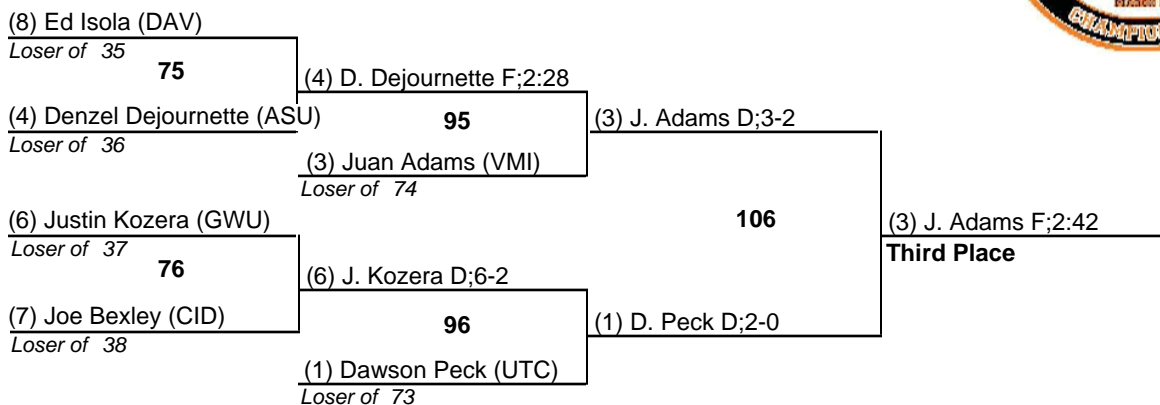 (8) Ed Isola (DAV)
Loser of 35
75
(4) D. Dejournette F;2:28
(4) Denzel Dejournette (ASU)
Loser of 36
95
(3) J. Adams D;3-2
(3) Juan Adams (VMI)
Loser of 74
(6) Justin Kozera (GWU)
Loser of 37
106
(3) J. Adams F;2:42
Third Place
76
(6) J. Kozera D;6-2
(7) Joe Bexley (CID)
Loser of 38
96
(1) D. Peck D;2-0
(1) Dawson Peck (UTC)
Loser of 73